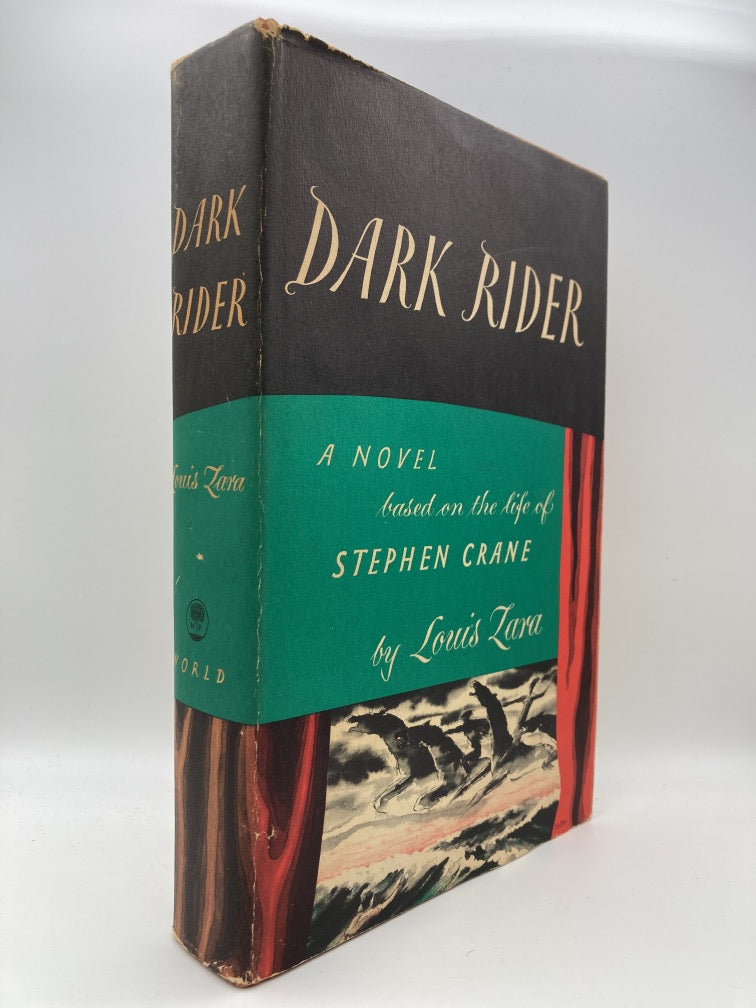 DARK
RIDER
Louis Zara
WORLD
DARK RIDER
A NOVEL
based on the life of
STEPHEN CRANE
by Louis Zara